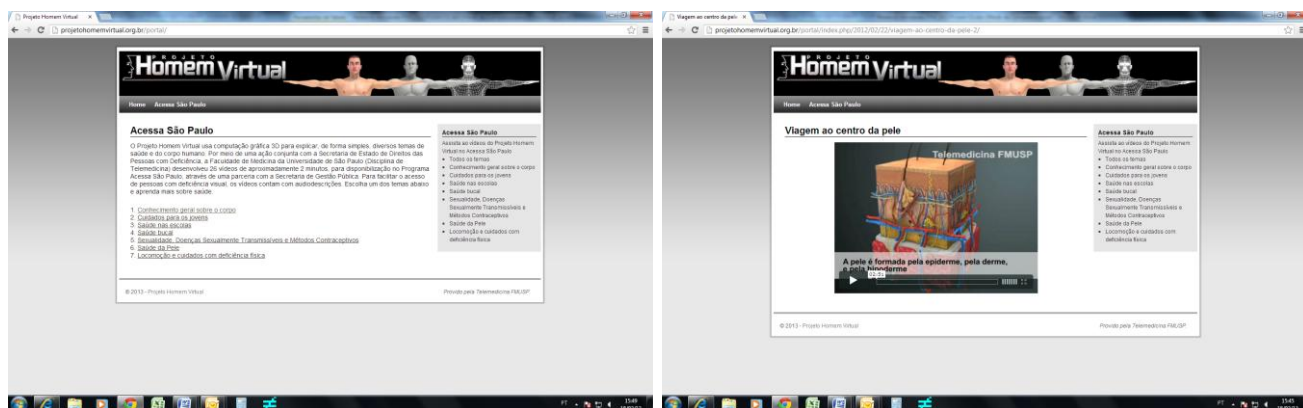 Projeto Homem Virtual
projetohomemvirtual.org.br/portal/
PROJETO
Homem Virtual
Home Acessa São Paulo
Acessa São Paulo
O Projeto Homem Virtual usa computação gráfica 3D para explicar, de forma simples, diversos temas de
saúde e do corpo humano. Por meio de uma ação conjunta com a Secretaria de Estado de Direitos das
Pessoas com Deficiência, a Faculdade de Medicina da Universidade de São Paulo (Disciplina de
Telemedicina) desenvolveu 26 vídeos de aproximadamente 2 minutos, para disponibilização no Programa
Acessa São Paulo, através de uma parceria com a Secretaria de Gestão Pública. Para facilitar o acesso
de pessoas com deficiência visual, os vídeos contam com audiodescrições. Escolha um dos temas abaixo
e aprenda mais sobre saúde.
1. Conhecimento geral sobre o corpo
2. Cuidados para os jovens
3. Saúde nas escolas
4. Saúde bucal
5. Sexualidade, Doenças Sexualmente Transmissíveis e Métodos Contraceptivos
6. Saúde da Pele
7. Locomoção e cuidados com deficiência física
Acessa São Paulo
Assista ao vídeos do Projeto Homem
Virtual no Acessa São Paulo
Todos os temas
Conhecimento geral sobre o corpo
Cuidados para os jovens
Saúde nas escolas
Saúde bucal
Sexualidade, Doenças
Sexualmente Transmissíveis e
Métodos Contraceptivos
Saúde da Pele
Locomoção e cuidados com
deficiência física
© 2013 - Projeto Homem Virtual
Provido pela Telemedicina FMUSP
PT
15:49
Viagem ao centro da pele
projetohomemvirtual.org.br/portal/index.php/2012/02/22/viagem-ao-centro-da-pele-2/
PROJETO
Homem Virtual
Home Acessa São Paulo
Viagem ao centro da pele
Telemedicina FMUSP
A pele é formada pela epiderme, pela derme,
e pela hipoderme
Acessa São Paulo
Assista ao vídeos do Projeto Homem
Virtual no Acessa São Paulo
Todos os temas
Conhecimento geral sobre o corpo
Cuidados para os jovens
Saúde nas escolas
Saúde bucal
Sexualidade, Doenças
Sexualmente Transmissíveis e
Métodos Contraceptivos
Saúde da Pele
Locomoção e cuidados com
deficiência física
© 2013 - Projeto Homem Virtual
Provido pela Telemedicina FMUSP
PT
15:45